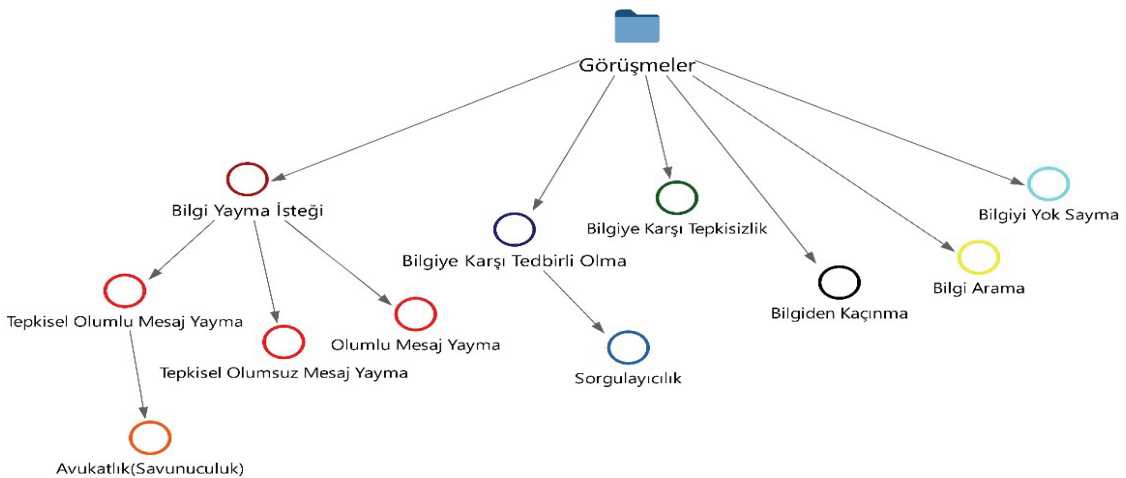 Görüşmeler
Bilgi Yayma İsteği
Bilgiye Karşı Tedbirli Olma
Bilgiye Karşı Tepkisizlik
Bilgiden Kaçınma
Bilgi Arama
Bilgiyi Yok Sayma
Tepkisel Olumlu Mesaj Yayma
Tepkisel Olumsuz Mesaj Yayma
Olumlu Mesaj Yayma
Sorgulayıcılık
Avukatlık(Savunuculuk)